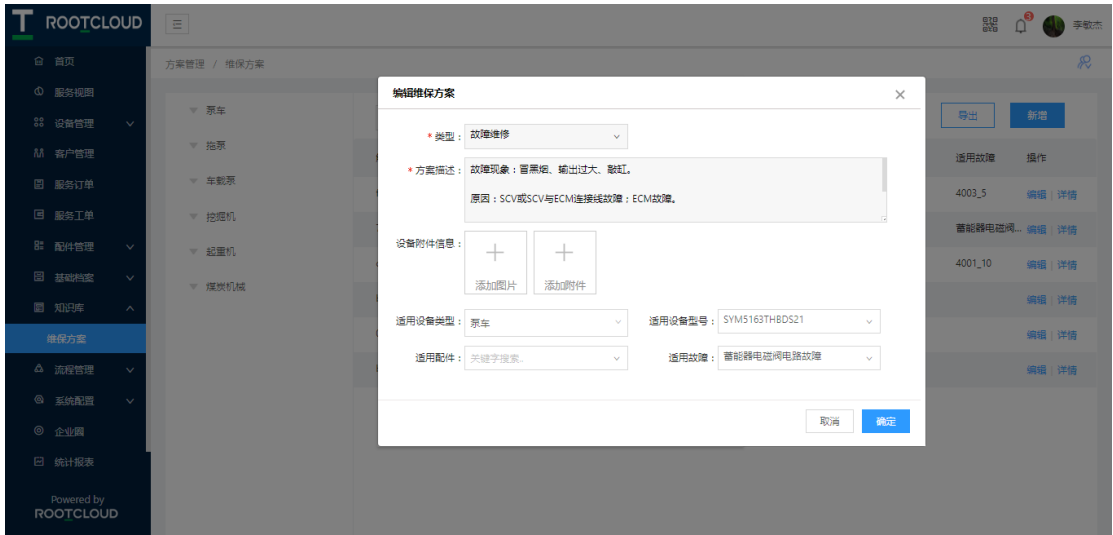 ROOTCLOUD
3
李敏杰
首页
服务视图
设备管理
客户管理
服务订单
服务工单
配件管理
基础档案
知识库
维保方案
流程管理
系统配置
企业圈
统计报表
Powered by
ROOTCLOUD
方案管理 / 维保方案
泵车
拖泵
车载泵
挖掘机
起重机
煤炭机械
导出 新增
适用故障 操作
4003_5 编辑 详情
蓄能器电磁阀... 编辑 详情
4001_10 编辑 详情
编辑 详情
编辑 详情
编辑 详情
编辑维保方案
* 类型: 故障维修
* 方案描述: 故障现象：冒黑烟、输出过大、敲缸。
原因：SCV或SCV与ECM连接线故障；ECM故障。
设备附件信息:
添加图片 添加附件
适用设备类型: 泵车 适用设备型号: SYM5163THBDS21
适用配件: 关键字搜索.. 适用故障: 蓄能器电磁阀电路故障
取消 确定